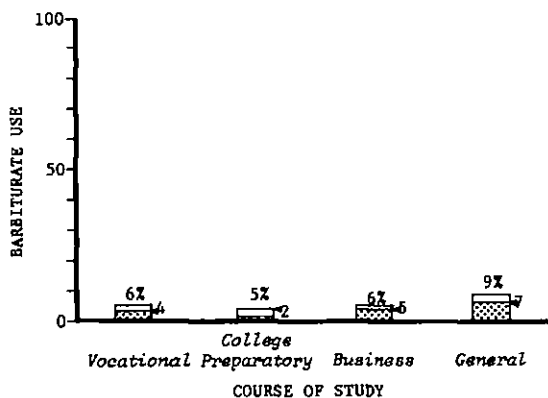 100
BARBITURATE USE
50
0
6%
4
5%
2
6%
5
9%
7
Vocational
College
Preparatory
Business
General
COURSE OF STUDY